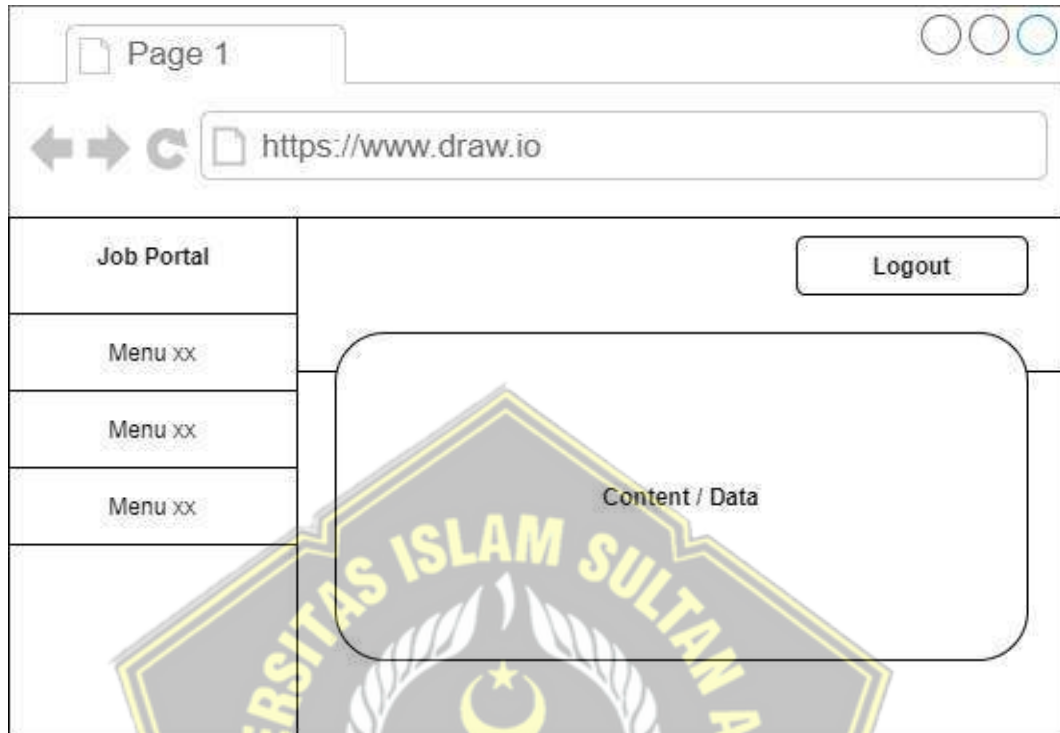 Page 1
https://www.draw.io
Job Portal
Logout
Menu xx
Menu xx
Menu xx
Content / Data
ISLAM SULTAN